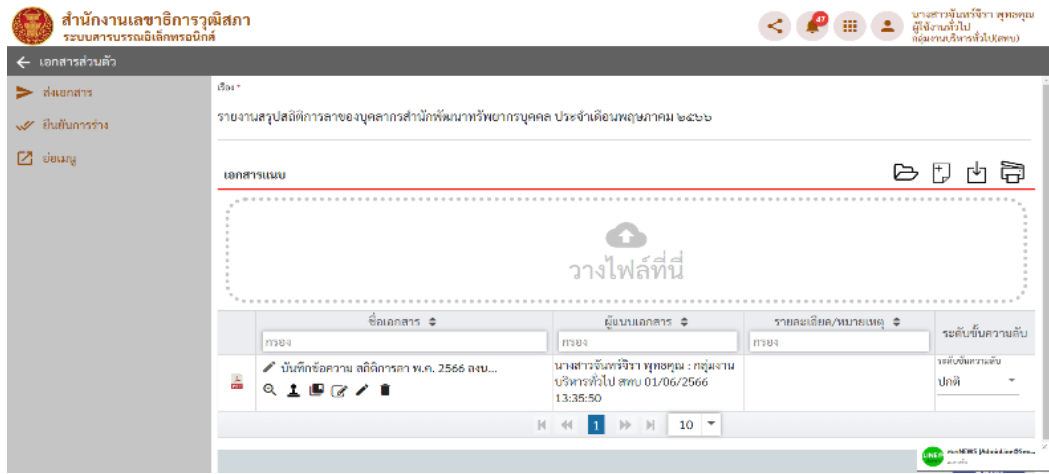 สำนักงานเลขาธิการวุฒิสภา
ระบบสารบรรณอิเล็กทรอนิกส์
47
นางสาวจันทร์จิรา พุทธคุณ
ผู้ใช้งานทั่วไป
กลุ่มงานบริหารทั่วไป(สทบ)
เอกสารส่วนตัว
ส่งเอกสาร
ยืนยันการร่าง
ย่อเมนู
เรื่อง *
รายงานสรุปสถิติการลาของบุคลากรสำนักพัฒนาทรัพยากรบุคคล ประจำเดือนพฤษภาคม ๒๕๖๖
เอกสารแนบ
วางไฟล์ที่นี่
ชื่อเอกสาร ผู้แนบเอกสาร รายละเอียด/หมายเหตุ ระดับชั้นความลับ
กรอง กรอง กรอง
บันทึกข้อความ สถิติการลา พ.ค. 2566 ลงบ...
นางสาวจันทร์จิรา พุทธคุณ : กลุ่มงาน
บริหารทั่วไป สทบ 01/06/2566
13:35:50
ระดับชั้นความลับ
ปกติ
1 10